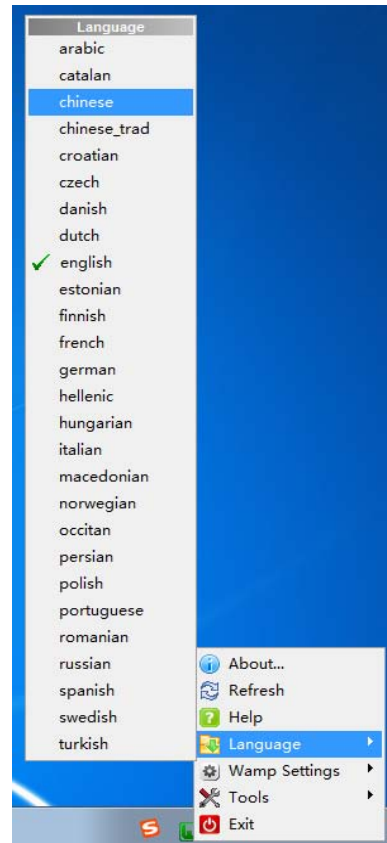 Language
arabic
catalan
chinese
chinese_trad
croatian
czech
danish
dutch
english
estonian
finnish
french
german
hellenic
hungarian
italian
macedonian
norwegian
occitan
persian
polish
portuguese
romanian
russian
spanish
swedish
turkish
About...
Refresh
Help
Language
Wamp Settings
Tools
Exit